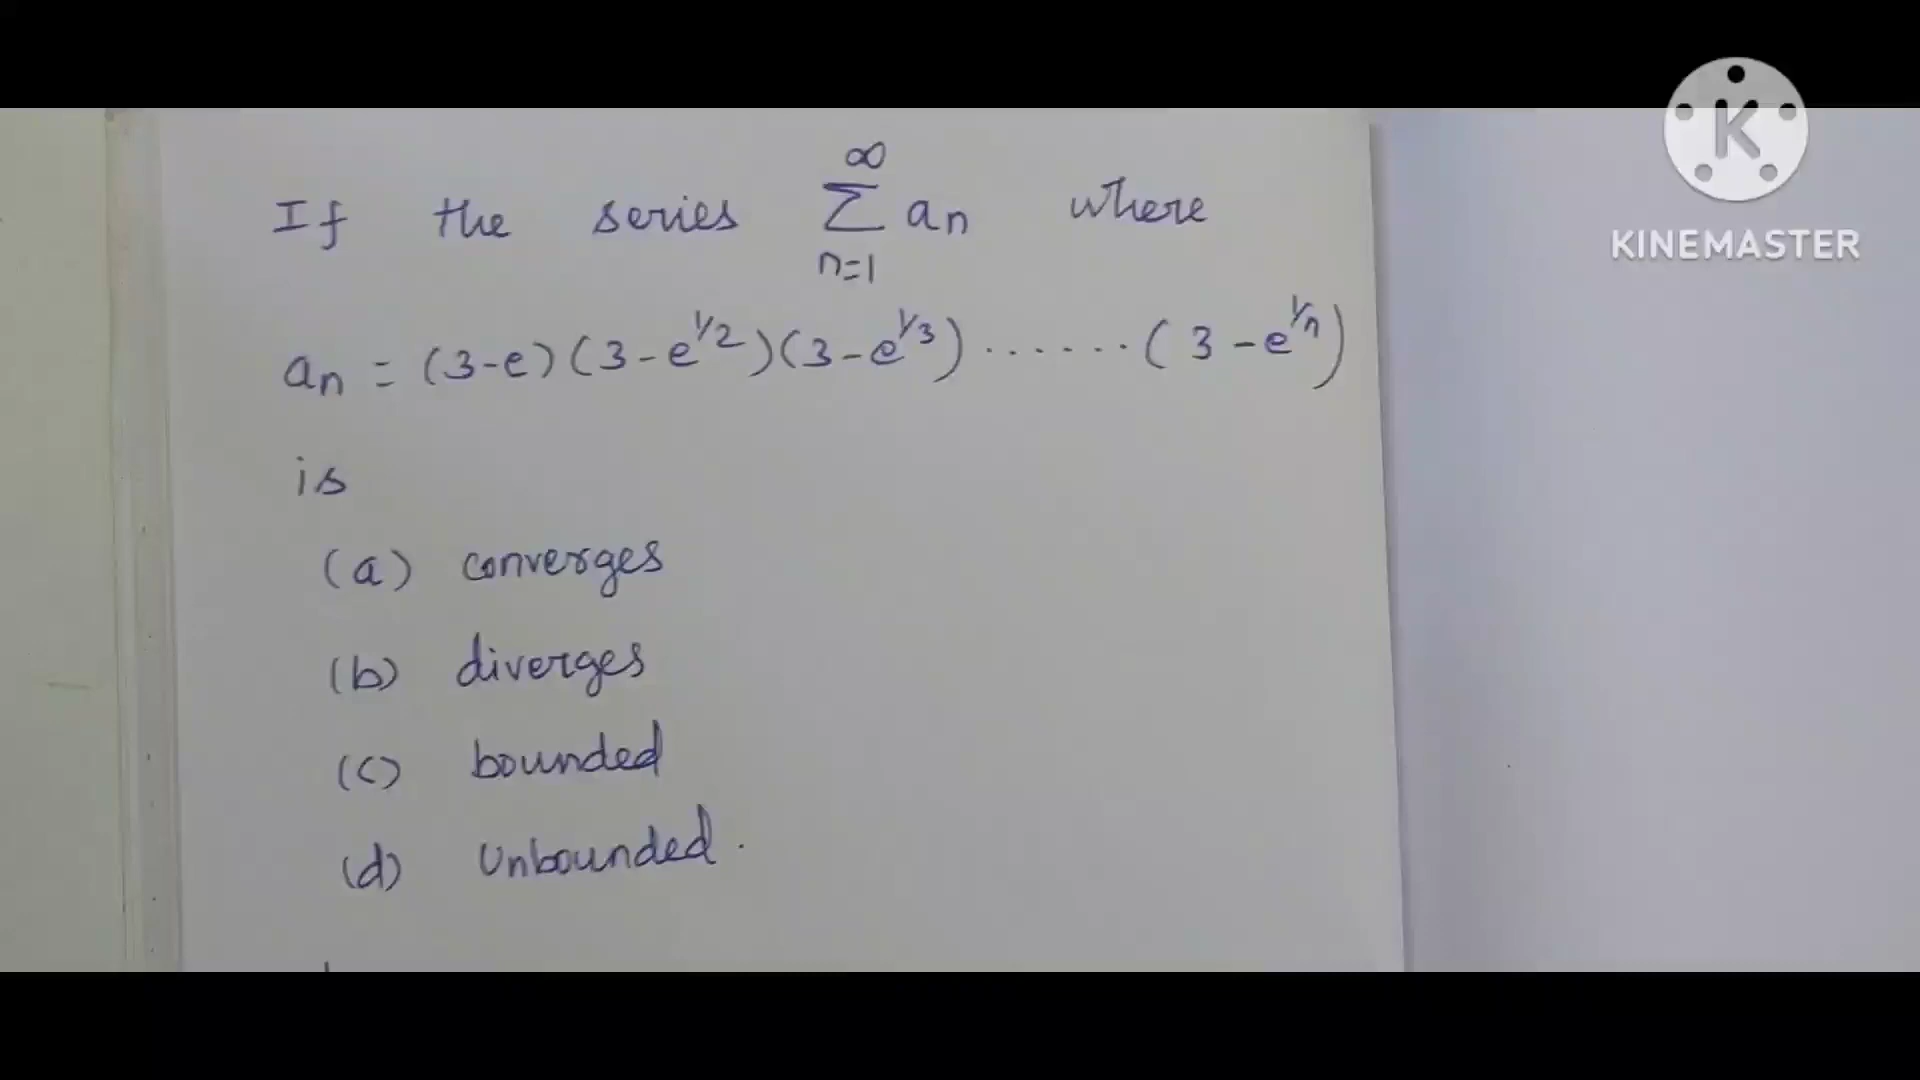 If the series ∑_{n=1}^{∞} a_n where
a_n = (3-e)(3-e^{1/2})(3-e^{1/3}) ...... (3-e^{1/n})
is
(a) converges
(b) diverges
(c) bounded
(d) Unbounded.
K
KINEMASTER